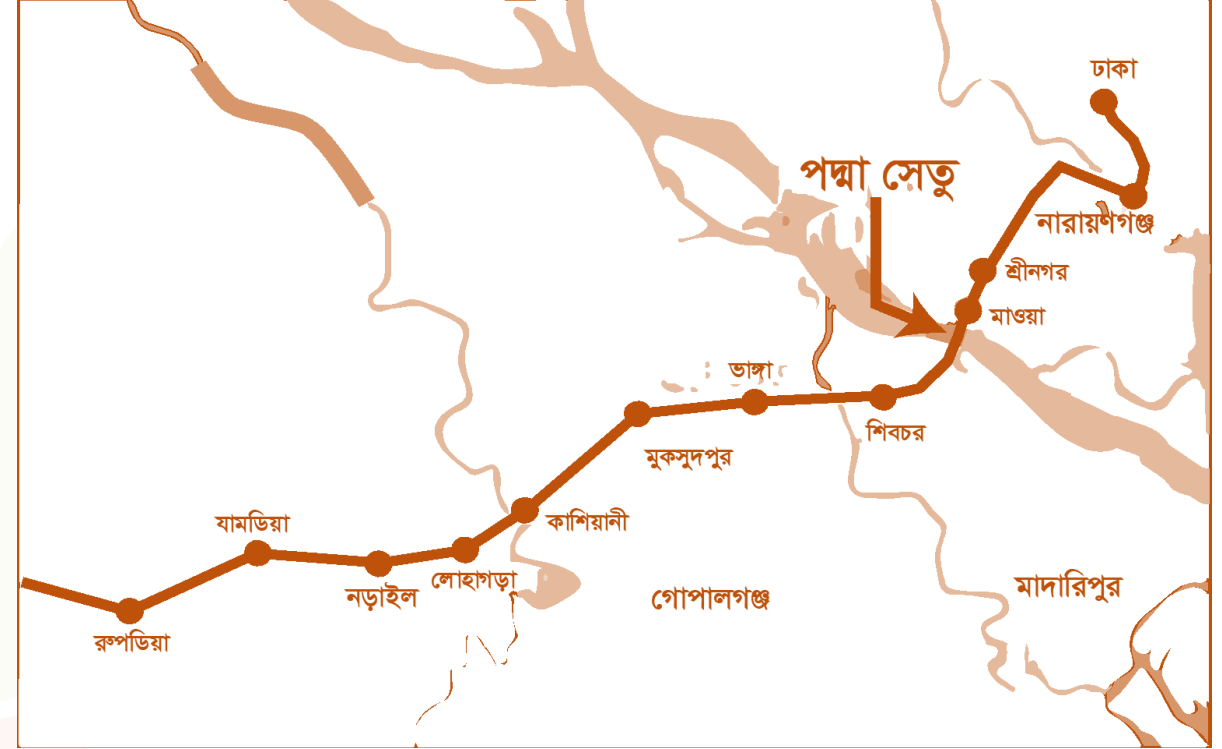 ঢাকা
পদ্মা সেতু
নারায়ণগঞ্জ
শ্রীনগর
মাওয়া
ভাঙ্গা
শিবচর
মুকসুদপুর
কাশিয়ানী
যামডিয়া
লোহাগড়া
নড়াইল
গোপালগঞ্জ
মাদারিপুর
রুপডিয়া